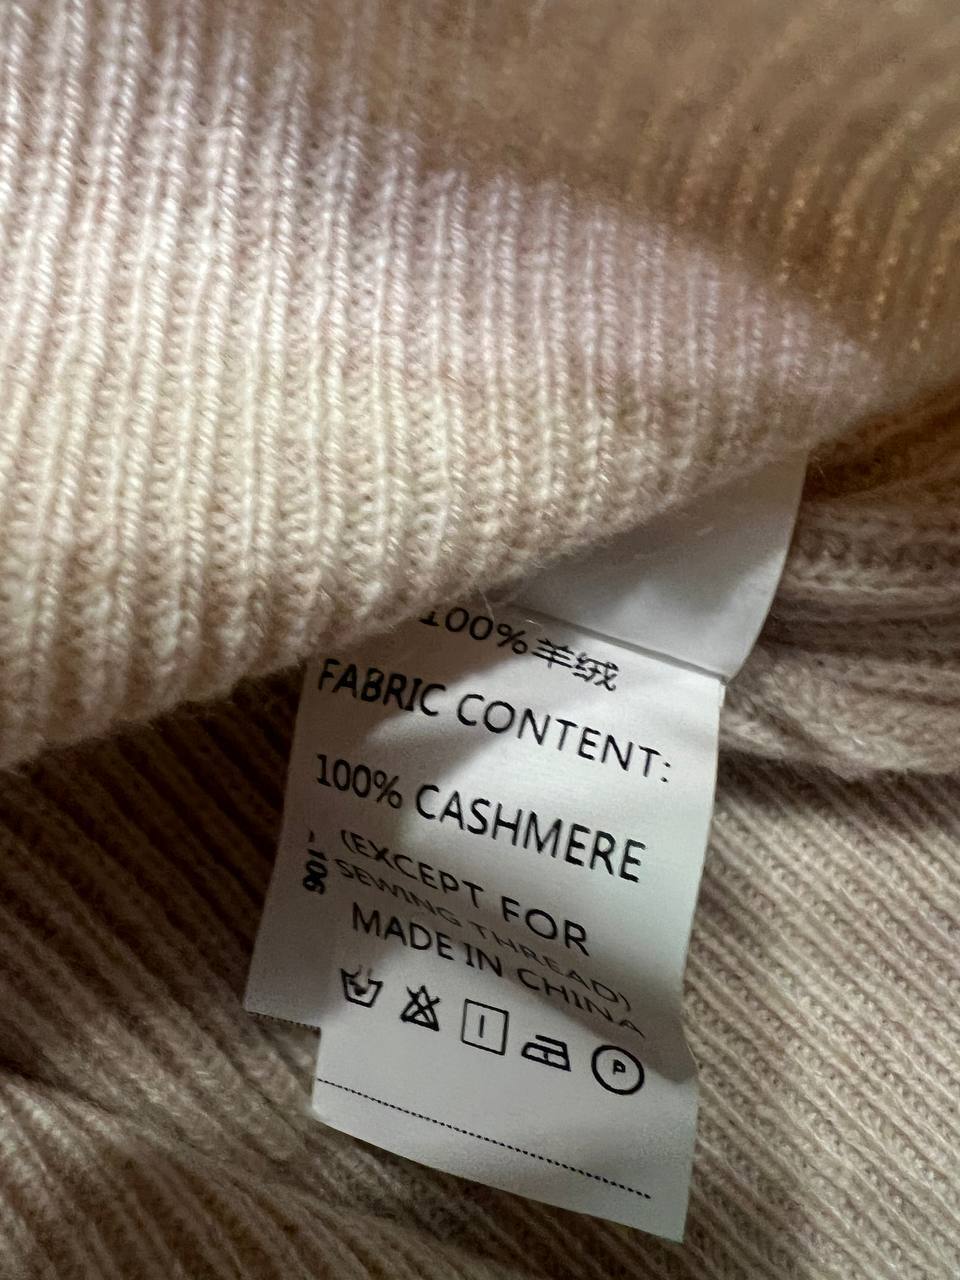 100%羊绒
FABRIC CONTENT:
100% CASHMERE
(EXCEPT FOR
SEWING THREAD)
MADE IN CHINA
P